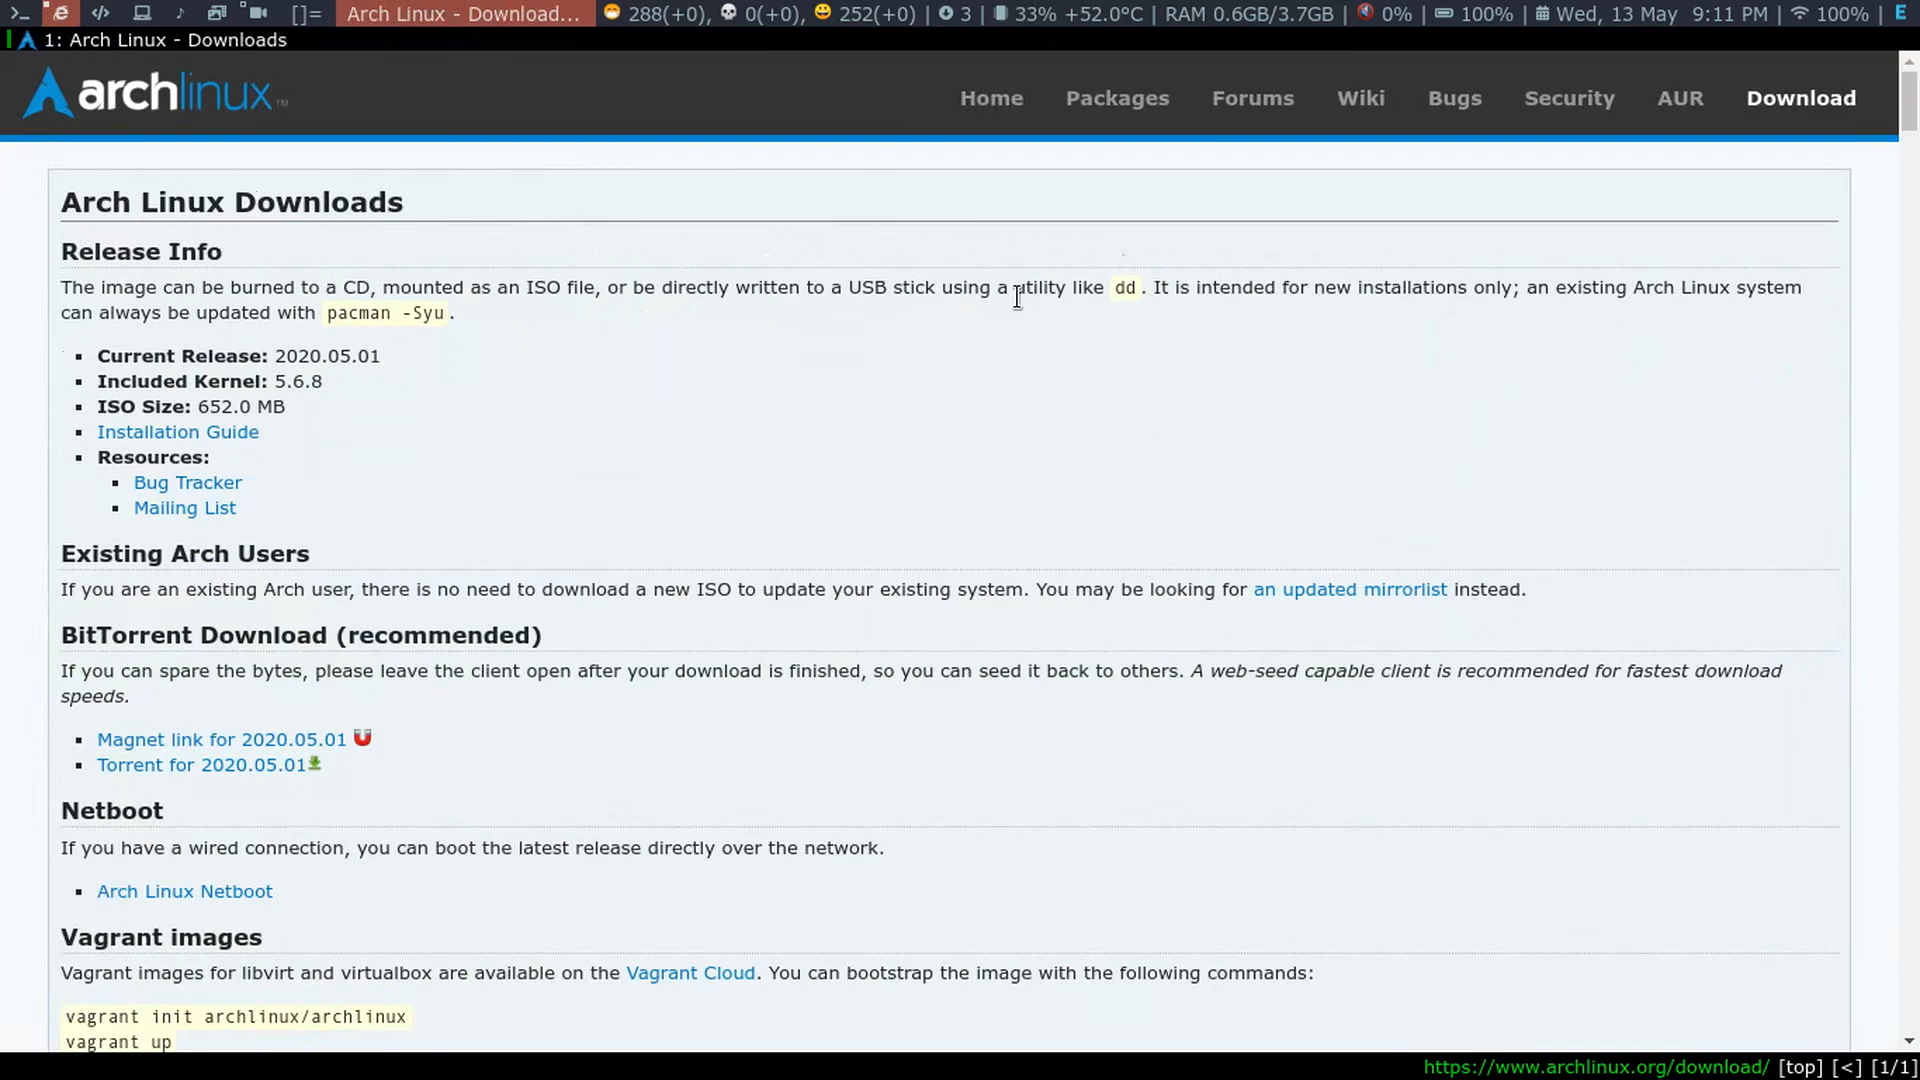 Arch Linux - Download... 288(+0), 0(+0), 252(+0) | 3 | 33% +52.0°C | RAM 0.6GB/3.7GB | 0% | 100% | Wed, 13 May 9:11 PM | 100% | E
1: Arch Linux - Downloads
archlinux™ Home Packages Forums Wiki Bugs Security AUR Download
Arch Linux Downloads
Release Info
The image can be burned to a CD, mounted as an ISO file, or be directly written to a USB stick using a utility like dd. It is intended for new installations only; an existing Arch Linux system
can always be updated with pacman -Syu.
Current Release: 2020.05.01
Included Kernel: 5.6.8
ISO Size: 652.0 MB
Installation Guide
Resources:
Bug Tracker
Mailing List
Existing Arch Users
If you are an existing Arch user, there is no need to download a new ISO to update your existing system. You may be looking for an updated mirrorlist instead.
BitTorrent Download (recommended)
If you can spare the bytes, please leave the client open after your download is finished, so you can seed it back to others. A web-seed capable client is recommended for fastest download
speeds.
Magnet link for 2020.05.01
Torrent for 2020.05.01
Netboot
If you have a wired connection, you can boot the latest release directly over the network.
Arch Linux Netboot
Vagrant images
Vagrant images for libvirt and virtualbox are available on the Vagrant Cloud. You can bootstrap the image with the following commands:
vagrant init archlinux/archlinux
vagrant up
https://www.archlinux.org/download/ [top] [<] [1/1]